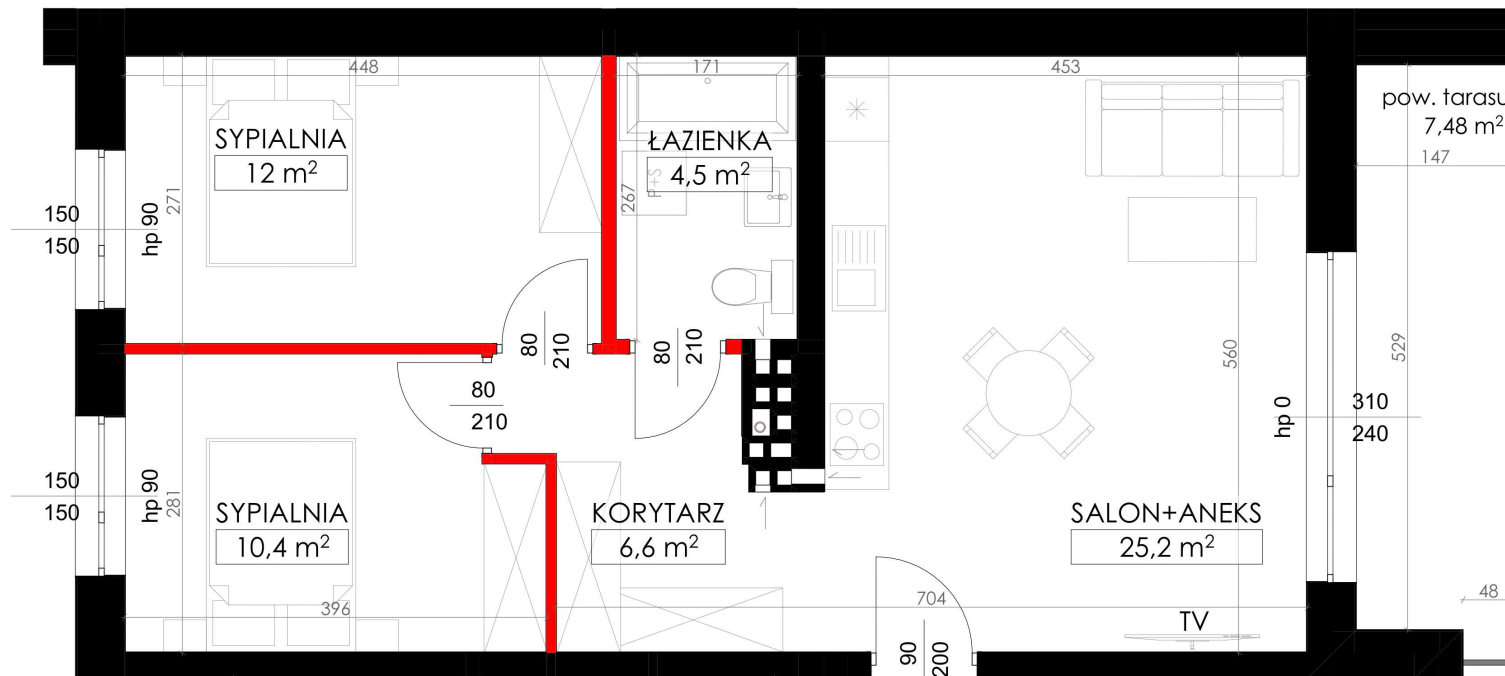 448
171
453
SYPIALNIA
12 m²
ŁAZIENKA
4,5 m²
pow. tarasu
7,48 m²
147
150
150
hp 90
271
267
P+S
80
210
80
210
80
210
560
529
hp 0
310
240
150
150
hp 90
281
SYPIALNIA
10,4 m²
KORYTARZ
6,6 m²
SALON+ANEKS
25,2 m²
396
704
48
TV
90
200